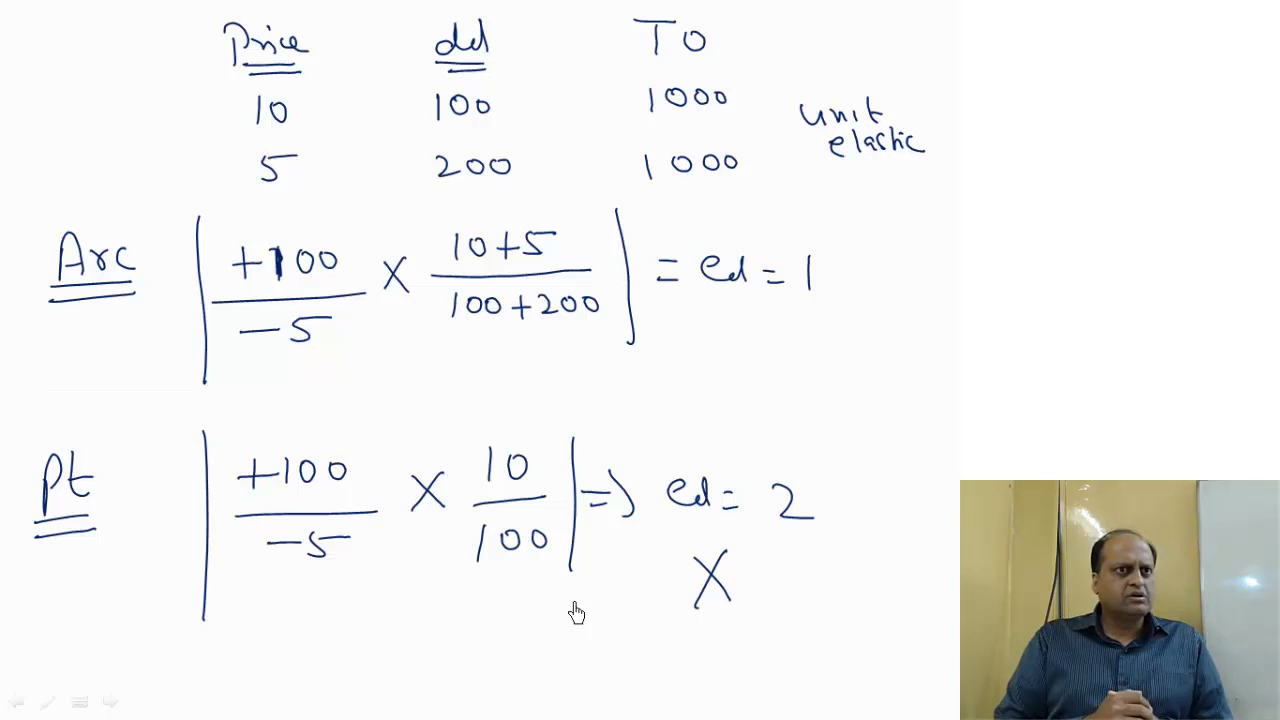 Price dd TO
10 100 1000
5 200 1000
unit
elastic
Arc | +100 / -5 × 10+5 / 100+200 | = ed = 1
Pt | +100 / -5 × 10 / 100 | => ed = 2
X